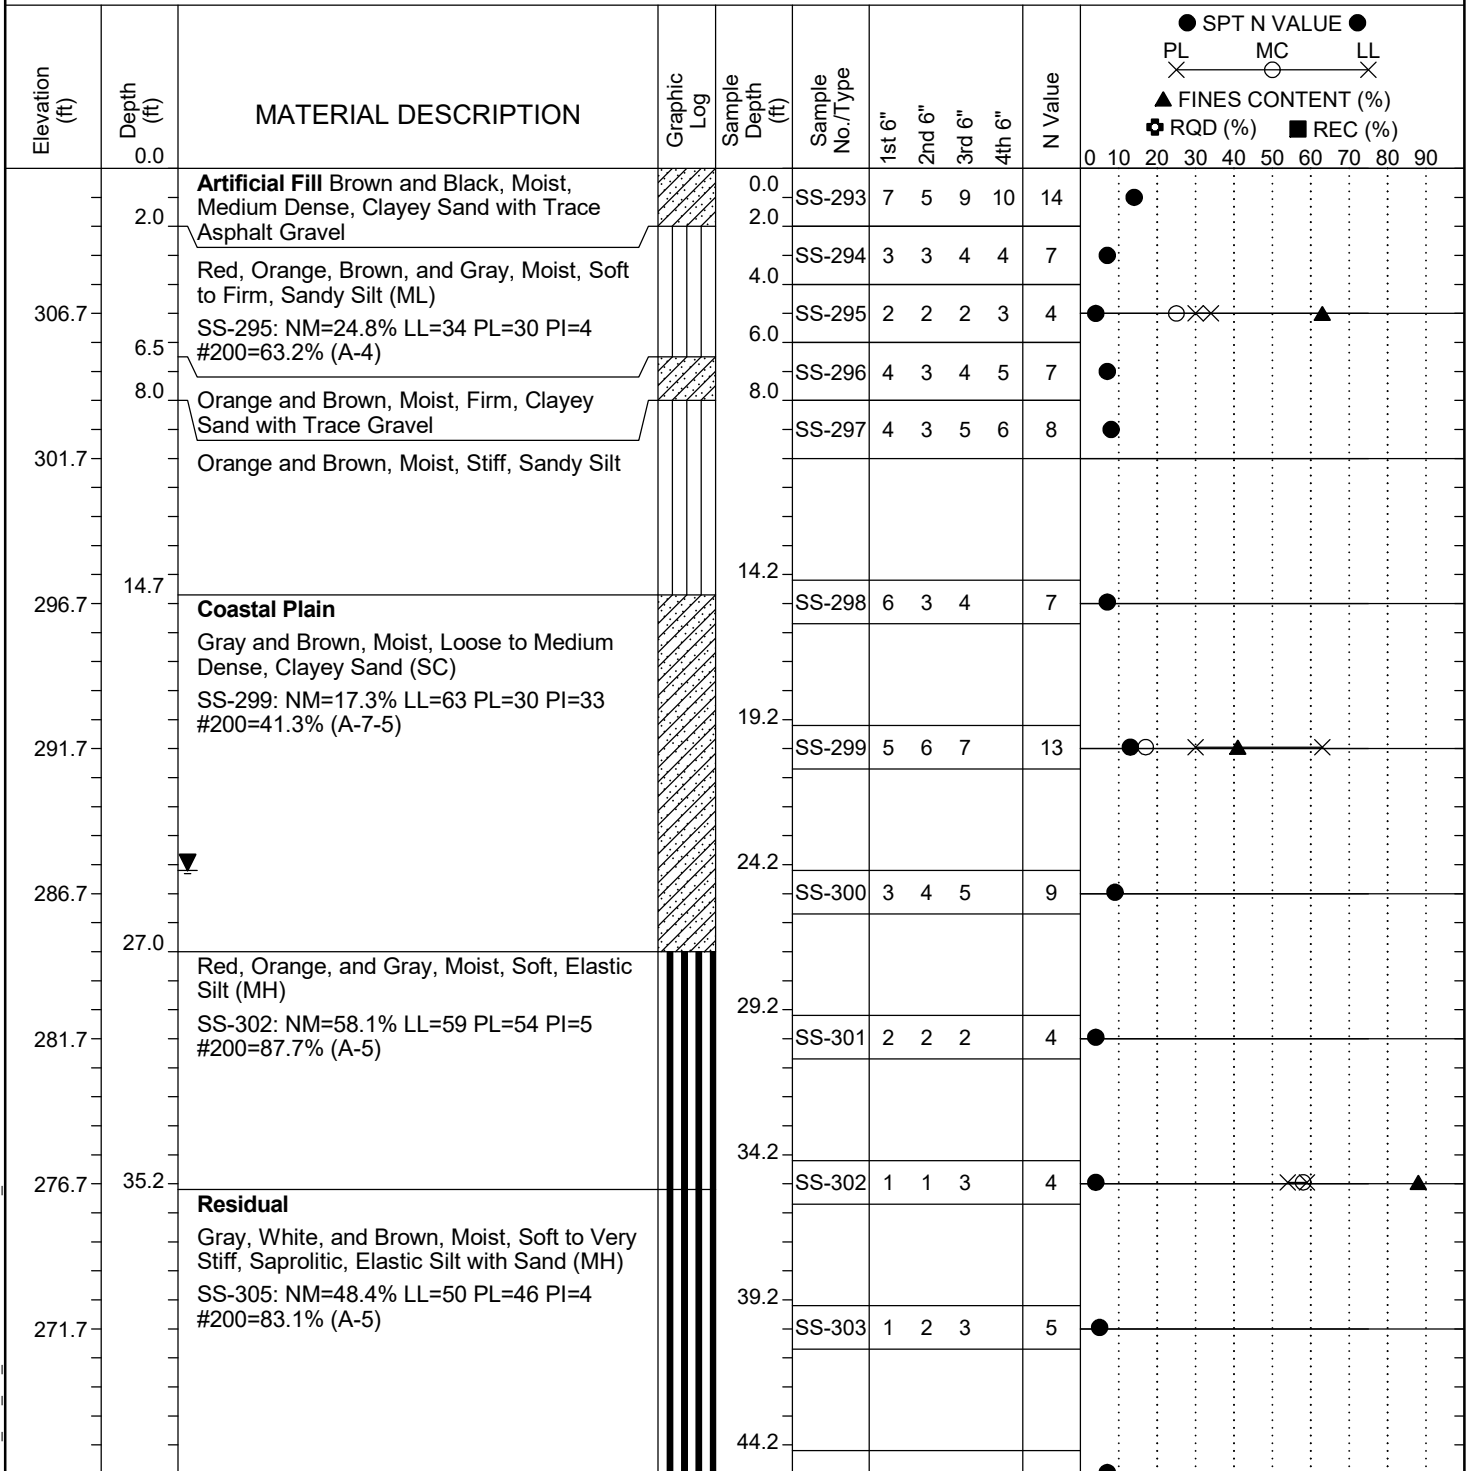 ● SPT N VALUE ●
PL MC LL
▲ FINES CONTENT (%)
RQD (%) ■ REC (%)
Elevation (ft)
Depth (ft)
MATERIAL DESCRIPTION
Graphic Log
Sample Depth (ft)
Sample No./Type
1st 6"
2nd 6"
3rd 6"
4th 6"
N Value
0.0
0 10 20 30 40 50 60 70 80 90
Artificial Fill Brown and Black, Moist,
Medium Dense, Clayey Sand with Trace
Asphalt Gravel
0.0
SS-293 7 5 9 10 14
2.0
2.0
SS-294 3 3 4 4 7
Red, Orange, Brown, and Gray, Moist, Soft
to Firm, Sandy Silt (ML)
4.0
306.7
SS-295: NM=24.8% LL=34 PL=30 PI=4
#200=63.2% (A-4)
SS-295 2 2 2 3 4
6.5
6.0
SS-296 4 3 4 5 7
8.0
8.0
Orange and Brown, Moist, Firm, Clayey
Sand with Trace Gravel
SS-297 4 3 5 6 8
301.7
Orange and Brown, Moist, Stiff, Sandy Silt
14.7
14.2
296.7
Coastal Plain
SS-298 6 3 4 7
Gray and Brown, Moist, Loose to Medium
Dense, Clayey Sand (SC)
SS-299: NM=17.3% LL=63 PL=30 PI=33
#200=41.3% (A-7-5)
19.2
291.7
SS-299 5 6 7 13
24.2
286.7
SS-300 3 4 5 9
27.0
Red, Orange, and Gray, Moist, Soft, Elastic
Silt (MH)
29.2
SS-302: NM=58.1% LL=59 PL=54 PI=5
#200=87.7% (A-5)
281.7
SS-301 2 2 2 4
34.2
276.7
35.2
SS-302 1 1 3 4
Residual
Gray, White, and Brown, Moist, Soft to Very
Stiff, Saprolitic, Elastic Silt with Sand (MH)
SS-305: NM=48.4% LL=50 PL=46 PI=4
#200=83.1% (A-5)
39.2
271.7
SS-303 1 2 3 5
44.2